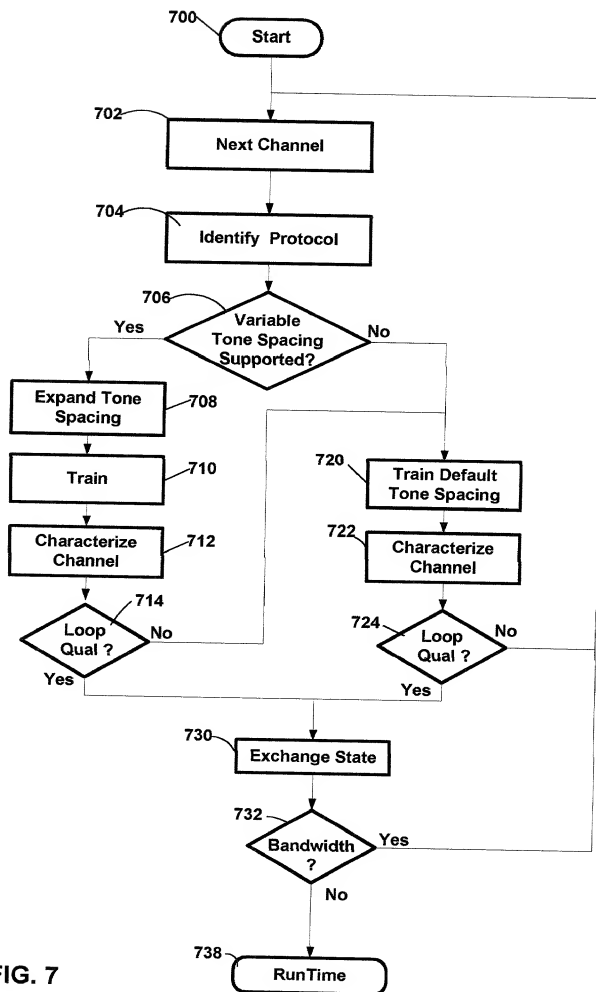 700
Start
702
Next Channel
704
Identify Protocol
706
Variable
Tone Spacing
Supported?
Yes
No
Expand Tone
Spacing
708
Train
710
Characterize
Channel
712
714
Loop
Qual ?
No
Yes
720
Train Default
Tone Spacing
722
Characterize
Channel
724
Loop
Qual ?
No
Yes
730
Exchange State
732
Bandwidth
?
Yes
No
738
RunTime
FIG. 7